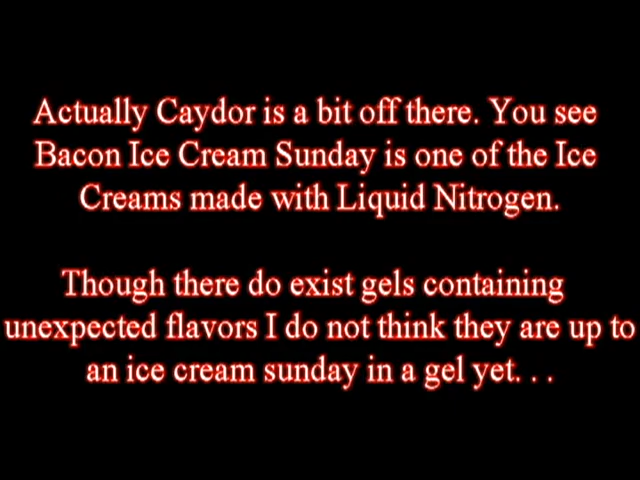 Actually Caydor is a bit off there. You see
Bacon Ice Cream Sunday is one of the Ice
Creams made with Liquid Nitrogen.
Though there do exist gels containing
unexpected flavors I do not think they are up to
an ice cream sunday in a gel yet. . .